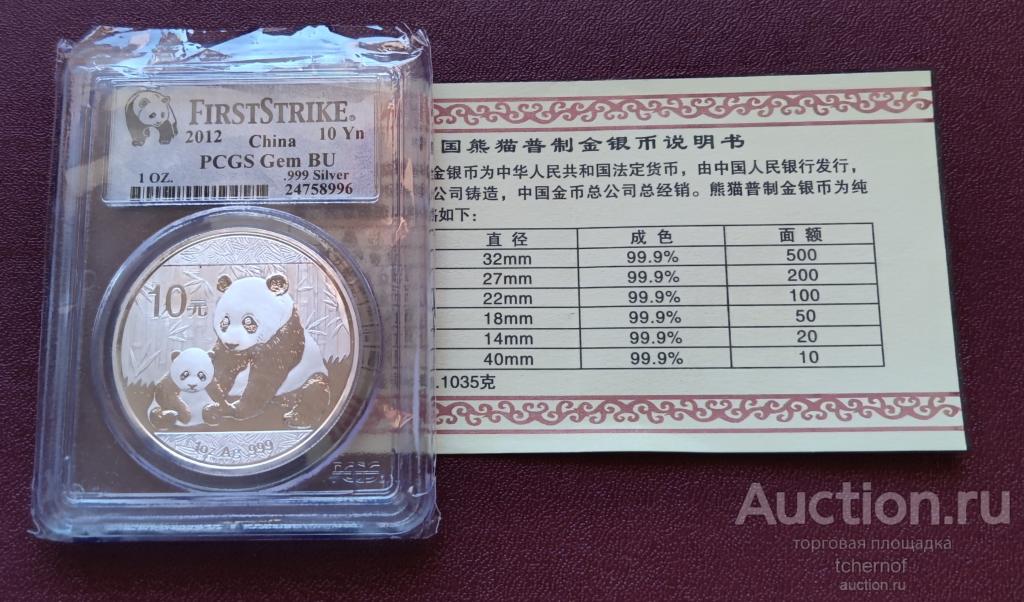 FIRSTSTRIKE®
2012 China 10 Yn
PCGS Gem BU
1 OZ. .999 Silver
24758996
10元
1oz Ag .999
PCGS
国熊猫普制金银币说明书
金银币为中华人民共和国法定货币，由中国人民银行发行，
公司铸造，中国金币总公司总经销。熊猫普制金银币为纯
如下：
直径 成色 面额
32mm 99.9% 500
27mm 99.9% 200
22mm 99.9% 100
18mm 99.9% 50
14mm 99.9% 20
40mm 99.9% 10
.1035克
Auction.ru
торговая площадка
tchernof
auction.ru